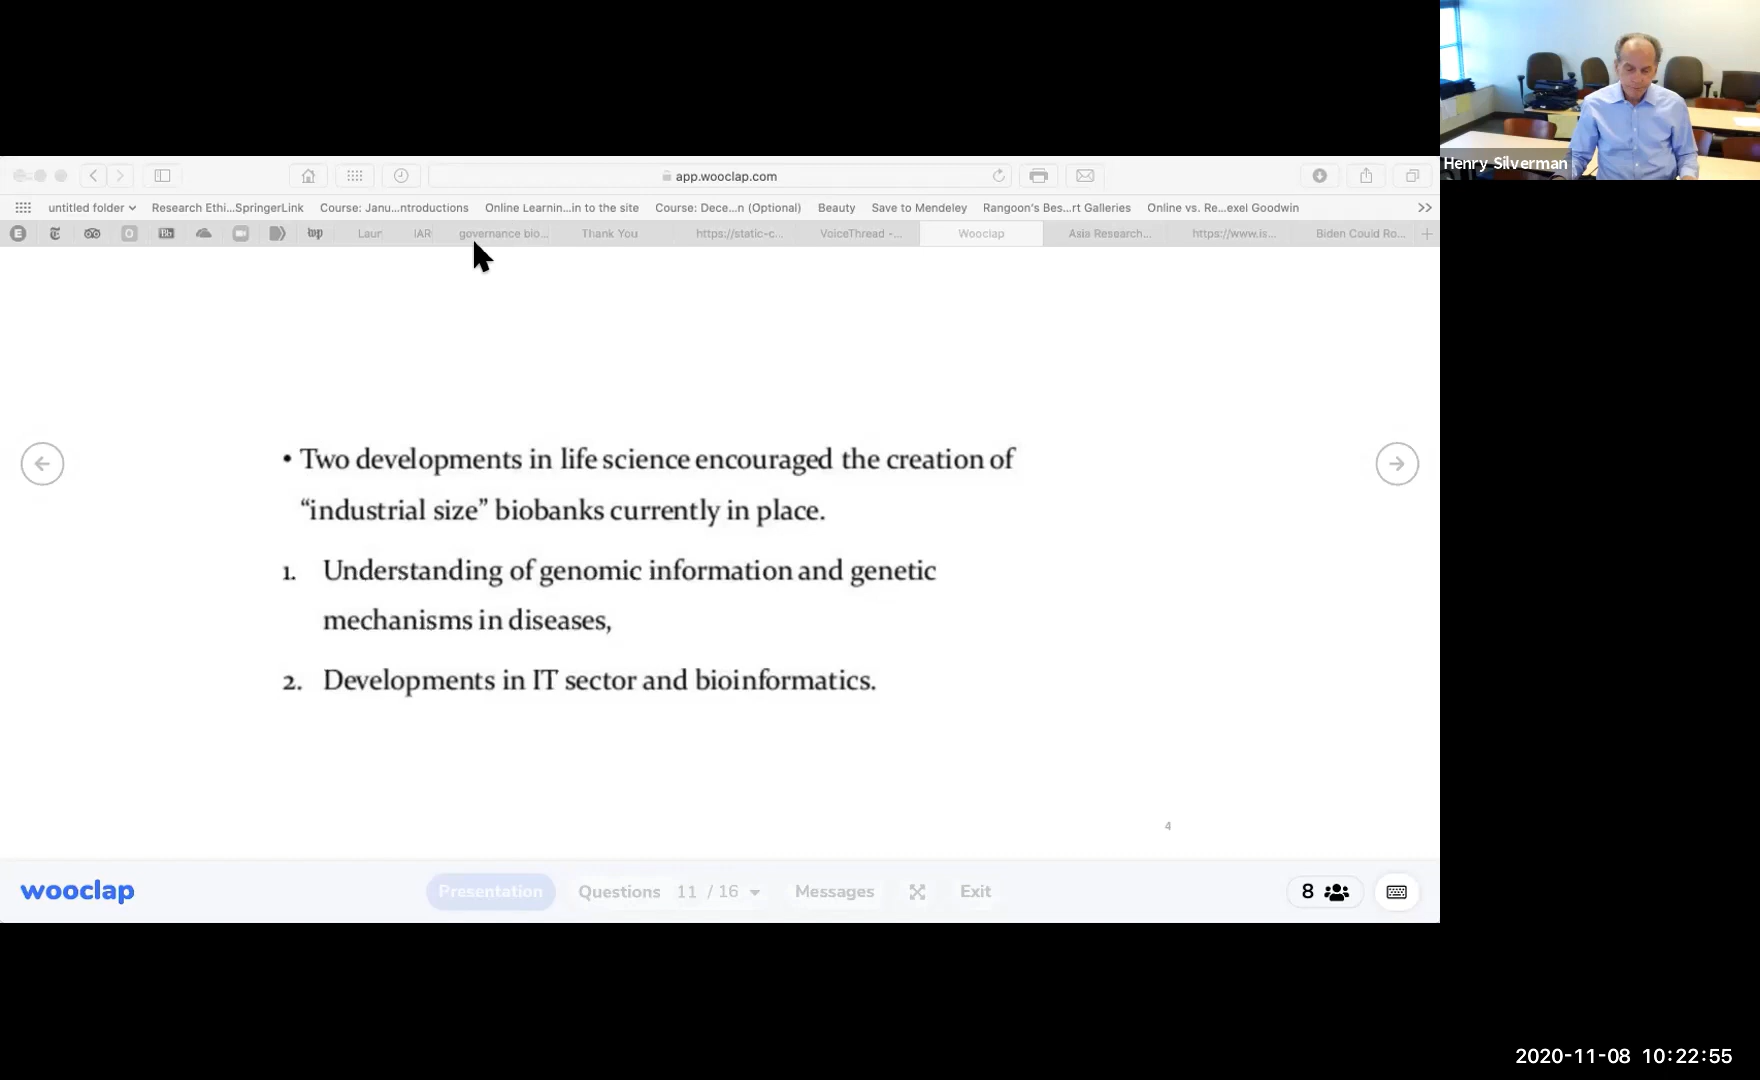 Henry Silverman
app.wooclap.com
untitled folder
Research Ethi...SpringerLink
Course: Janu...ntroductions
Online Learnin...in to the site
Course: Dece...n (Optional)
Beauty
Save to Mendeley
Rangoon's Bes...rt Galleries
Online vs. Re...exel Goodwin
E
wp
Laur
IAR
governance bio...
Thank You
https://static-c...
VoiceThread -...
Wooclap
Asia Research...
https://www.is...
Biden Could Ro...
• Two developments in life science encouraged the creation of
“industrial size” biobanks currently in place.
1. Understanding of genomic information and genetic
mechanisms in diseases,
2. Developments in IT sector and bioinformatics.
4
wooclap
Presentation
Questions 11 / 16
Messages
Exit
8
2020-11-08 10:22:55